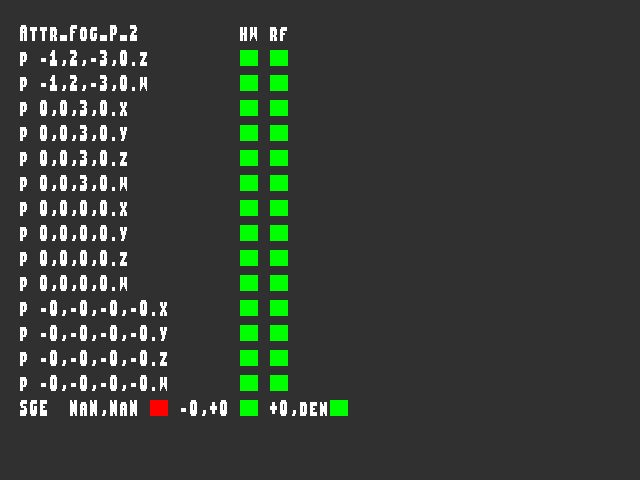 Attr_Fog_P_2 HW RF
P -1,2,-3,0.Z
P -1,2,-3,0.W
P 0,0,3,0.X
P 0,0,3,0.Y
P 0,0,3,0.Z
P 0,0,3,0.W
P 0,0,0,0.X
P 0,0,0,0.Y
P 0,0,0,0.Z
P 0,0,0,0.W
P -0,-0,-0,-0.X
P -0,-0,-0,-0.Y
P -0,-0,-0,-0.Z
P -0,-0,-0,-0.W
SGE NaN,NaN -0,+0 +0,den